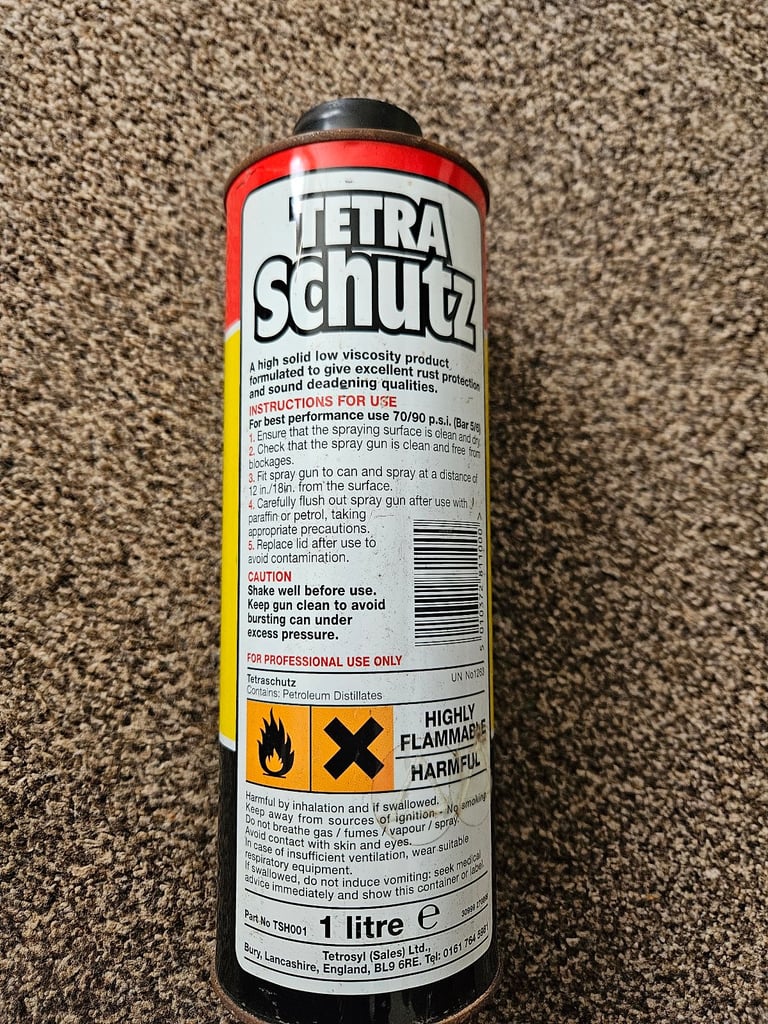 TETRA
Schutz
A high solid low viscosity product
formulated to give excellent rust protection
and sound deadening qualities.
INSTRUCTIONS FOR USE
For best performance use 70/90 p.s.i. (Bar 5/6)
1. Ensure that the spraying surface is clean and dry.
2. Check that the spray gun is clean and free from
blockages.
3. Fit spray gun to can and spray at a distance of
12 in./18in. from the surface.
4. Carefully flush out spray gun after use with
paraffin or petrol, taking
appropriate precautions.
5. Replace lid after use to
avoid contamination.
CAUTION
Shake well before use.
Keep gun clean to avoid
bursting can under
excess pressure.
5 010372 811000 >
FOR PROFESSIONAL USE ONLY
Tetraschutz UN No1263
Contains: Petroleum Distillates
HIGHLY
FLAMMABLE
HARMFUL
Harmful by inhalation and if swallowed.
Keep away from sources of ignition - No smoking.
Do not breathe gas / fumes / vapour / spray.
Avoid contact with skin and eyes.
In case of insufficient ventilation, wear suitable
respiratory equipment.
If swallowed, do not induce vomiting: seek medical
advice immediately and show this container or label.
Part No TSH001 1 litre e
Tetrosyl (Sales) Ltd.,
Bury, Lancashire, England, BL9 6RE. Tel: 0161 764